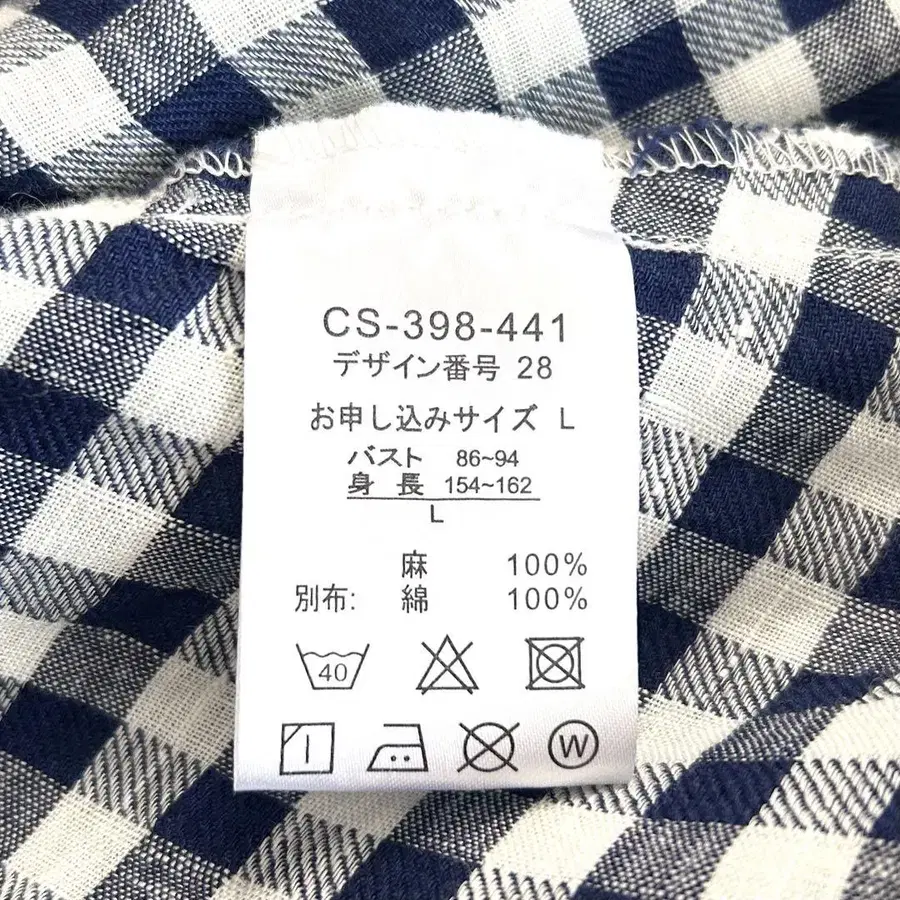 CS-398-441
デザイン番号 28
お申し込みサイズ L
バスト 86~94
身 長 154~162
L
麻 100%
別布: 綿 100%
40
W